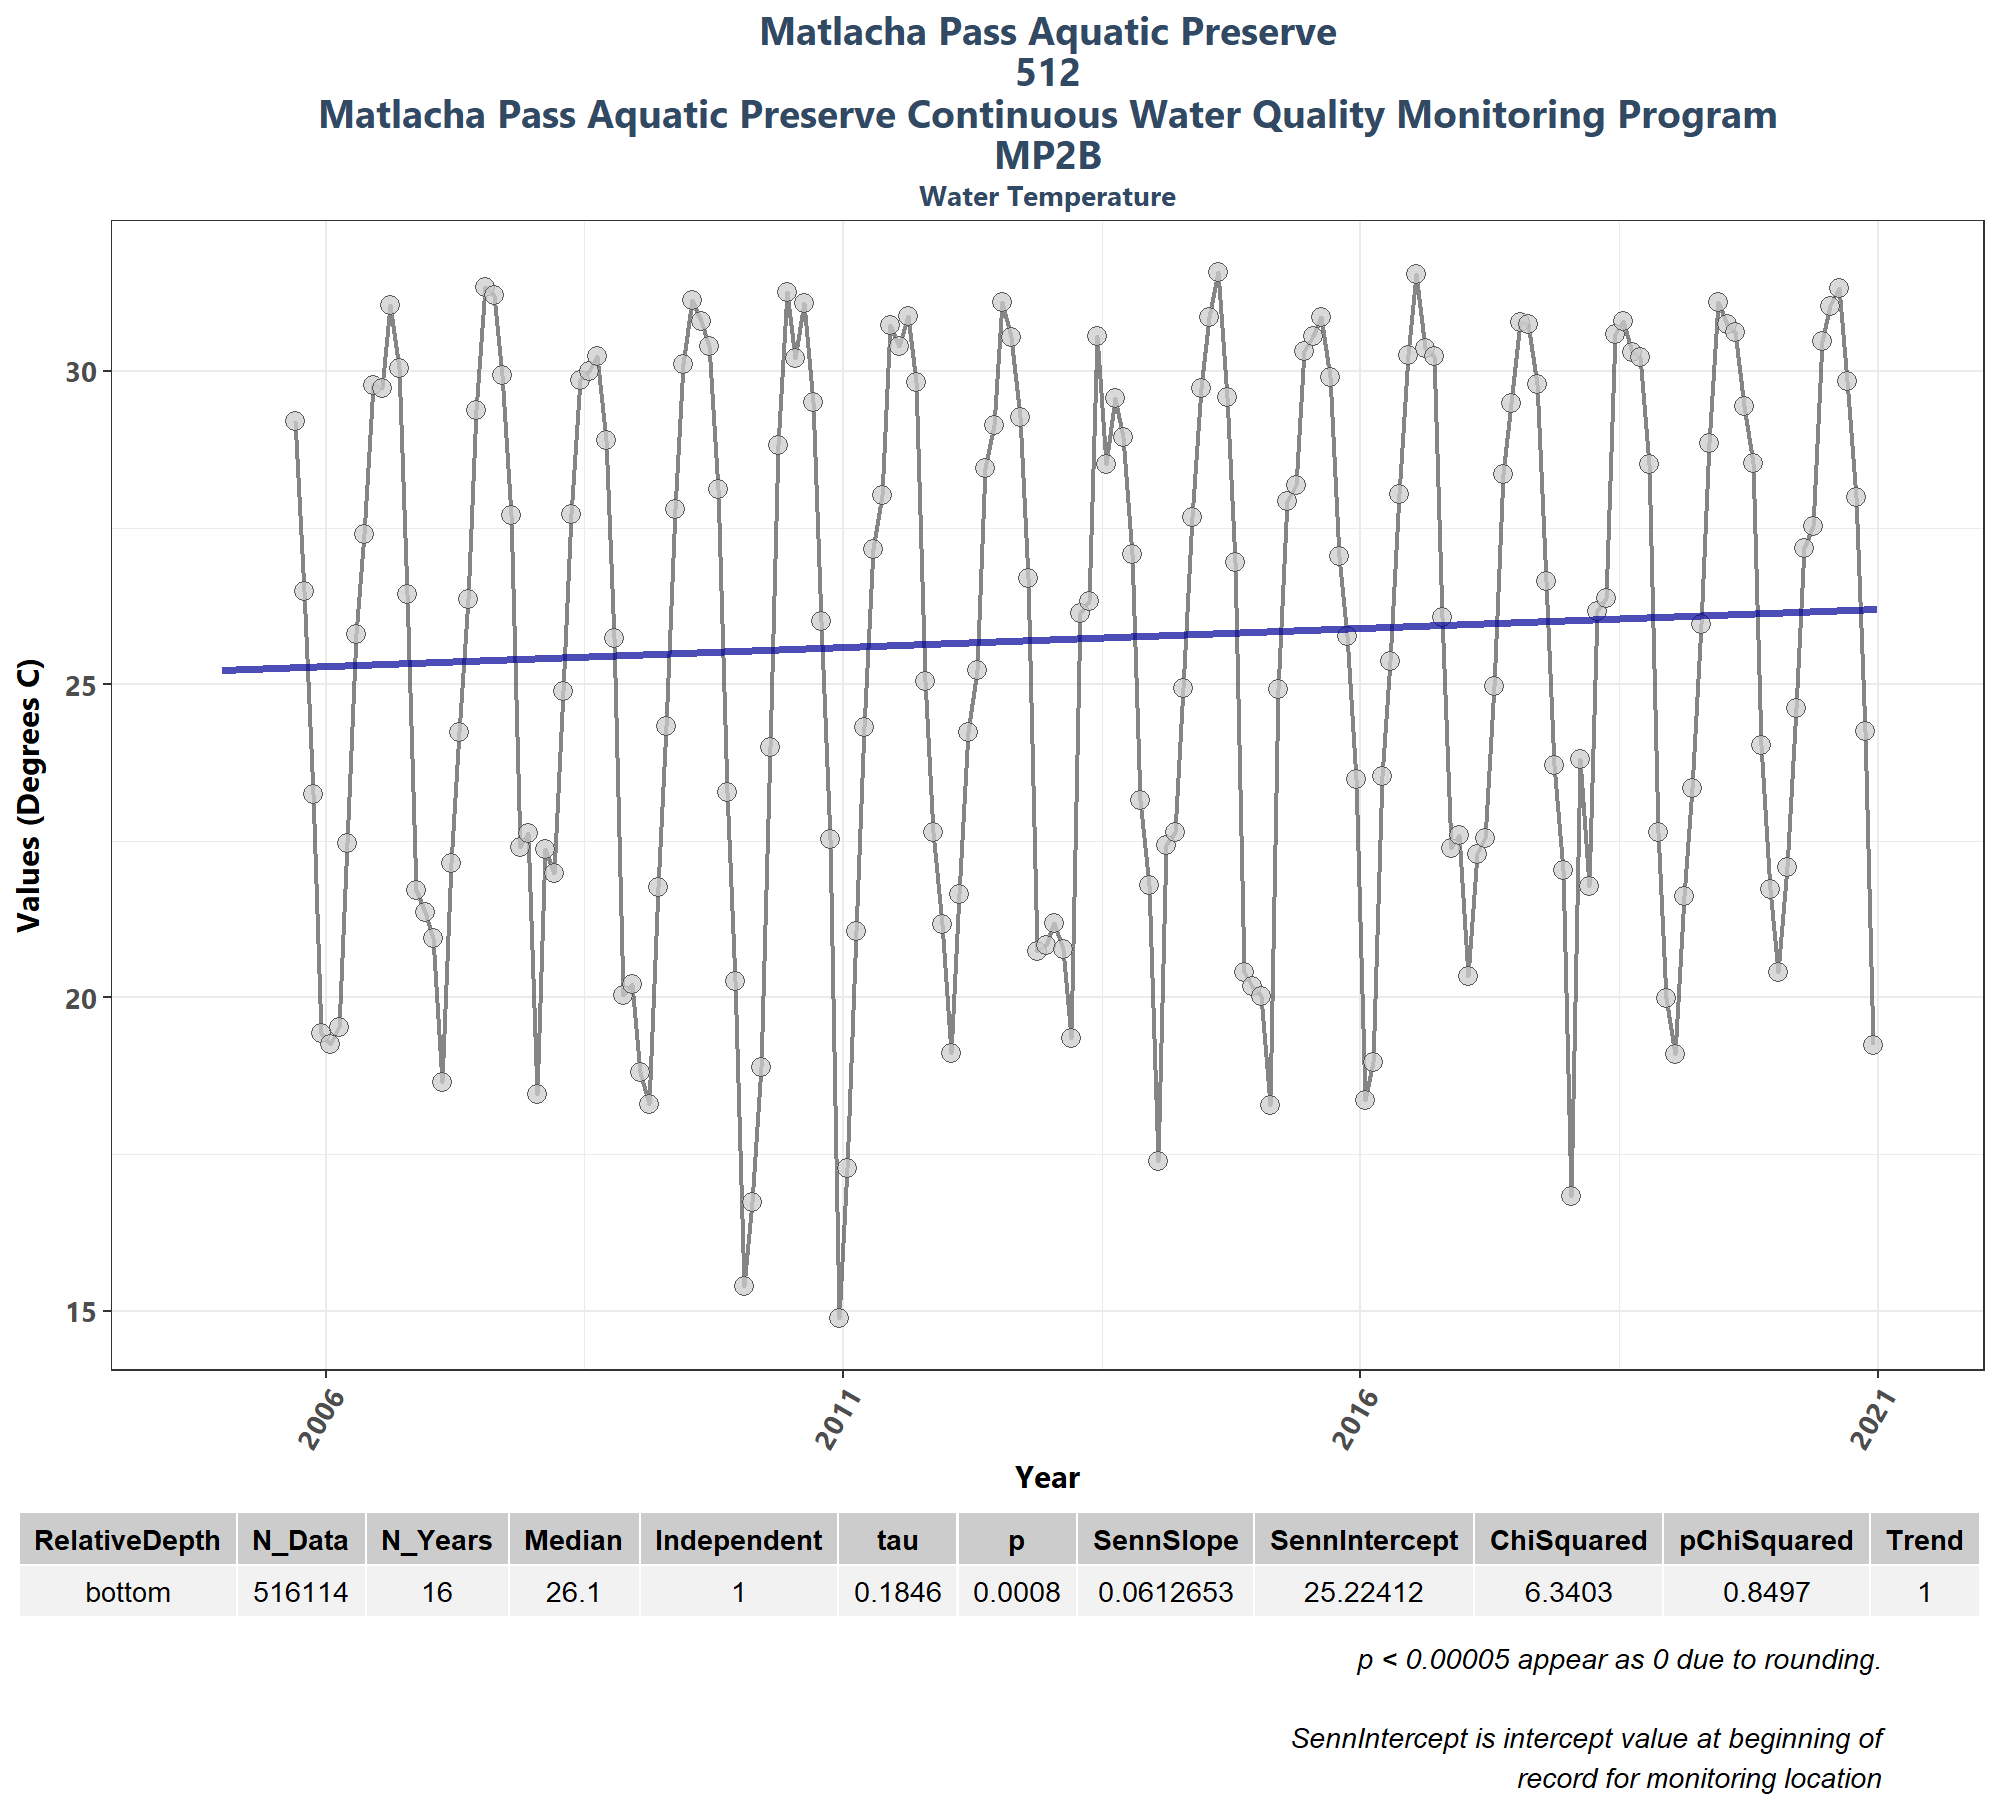 Matlacha Pass Aquatic Preserve
512
Matlacha Pass Aquatic Preserve Continuous Water Quality Monitoring Program
MP2B
Water Temperature
Values (Degrees C)
30
25
20
15
2006 2011 2016 2021
Year
RelativeDepth N_Data N_Years Median Independent tau p SennSlope SennIntercept ChiSquared pChiSquared Trend
bottom 516114 16 26.1 1 0.1846 0.0008 0.0612653 25.22412 6.3403 0.8497 1
p < 0.00005 appear as 0 due to rounding.
SennIntercept is intercept value at beginning of
record for monitoring location